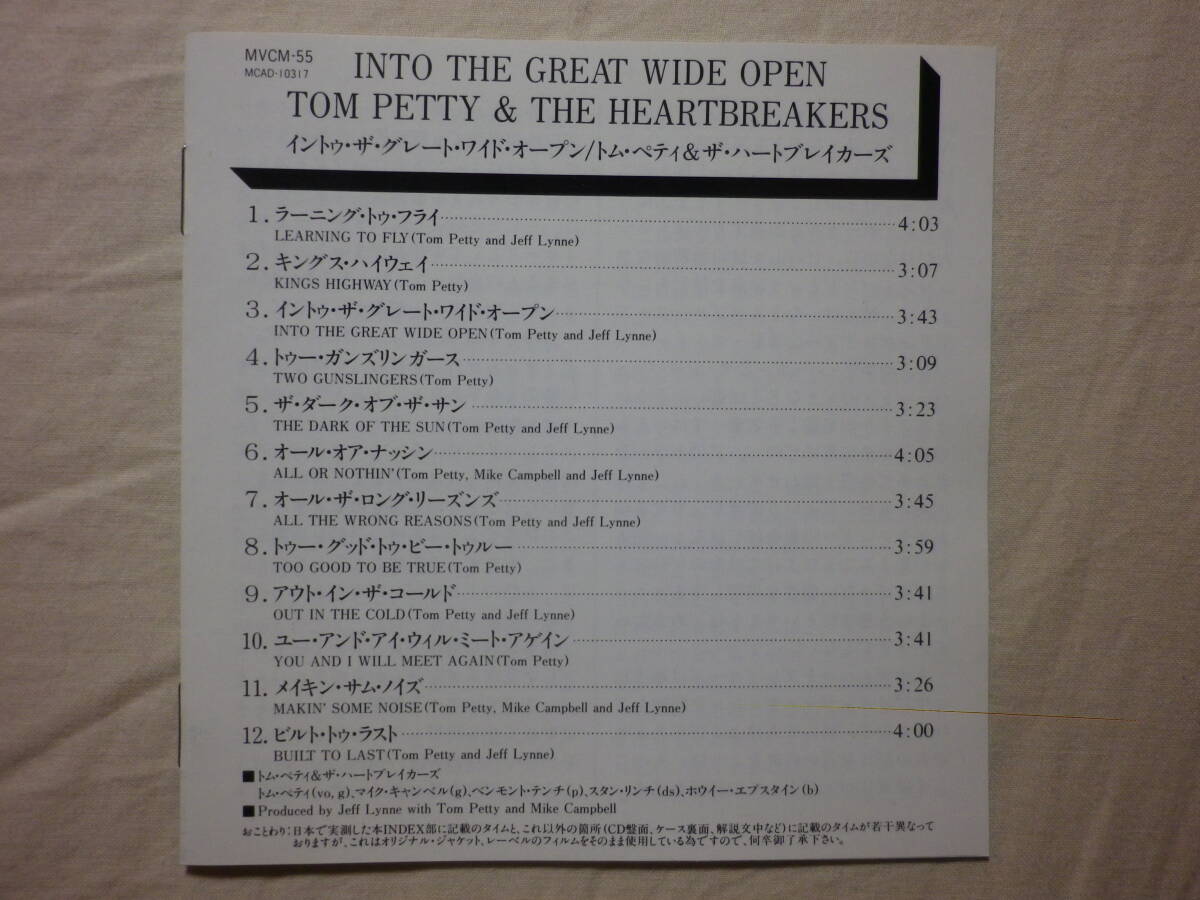 MVCM-55
MCAD-10317
INTO THE GREAT WIDE OPEN
TOM PETTY & THE HEARTBREAKERS
イントゥ・ザ・グレート・ワイド・オープン/トム・ペティ&ザ・ハートブレイカーズ
1. ラーニング・トゥ・フライ 4:03
LEARNING TO FLY(Tom Petty and Jeff Lynne)
2. キングス・ハイウェイ 3:07
KINGS HIGHWAY(Tom Petty)
3. イントゥ・ザ・グレート・ワイド・オープン 3:43
INTO THE GREAT WIDE OPEN(Tom Petty and Jeff Lynne)
4. トゥー・ガンズリンガース 3:09
TWO GUNSLINGERS(Tom Petty)
5. ザ・ダーク・オブ・ザ・サン 3:23
THE DARK OF THE SUN(Tom Petty and Jeff Lynne)
6. オール・オア・ナッシン 4:05
ALL OR NOTHIN'(Tom Petty, Mike Campbell and Jeff Lynne)
7. オール・ザ・ロング・リーズンズ 3:45
ALL THE WRONG REASONS(Tom Petty and Jeff Lynne)
8. トゥー・グッド・トゥ・ビー・トゥルー 3:59
TOO GOOD TO BE TRUE(Tom Petty)
9. アウト・イン・ザ・コールド 3:41
OUT IN THE COLD(Tom Petty and Jeff Lynne)
10. ユー・アンド・アイ・ウィル・ミート・アゲイン 3:41
YOU AND I WILL MEET AGAIN(Tom Petty)
11. メイキン・サム・ノイズ 3:26
MAKIN' SOME NOISE(Tom Petty, Mike Campbell and Jeff Lynne)
12. ビルト・トゥ・ラスト 4:00
BUILT TO LAST(Tom Petty and Jeff Lynne)
■トム・ペティ&ザ・ハートブレイカーズ
トム・ペティ(vo, g)、マイク・キャンベル(g)、ベンモント・テンチ(p)、スタン・リンチ(ds)、ホウイー・エプスタイン(b)
■Produced by Jeff Lynne with Tom Petty and Mike Campbell
おことわり:日本で実測した本INDEX部に記載のタイムと、これ以外の箇所(CD盤面、ケース裏面、解説文中など)に記載のタイムが若干異なって
おりますが、これはオリジナル・ジャケット、レーベルのフィルムをそのまま使用している為ですので、何卒御了承下さい。